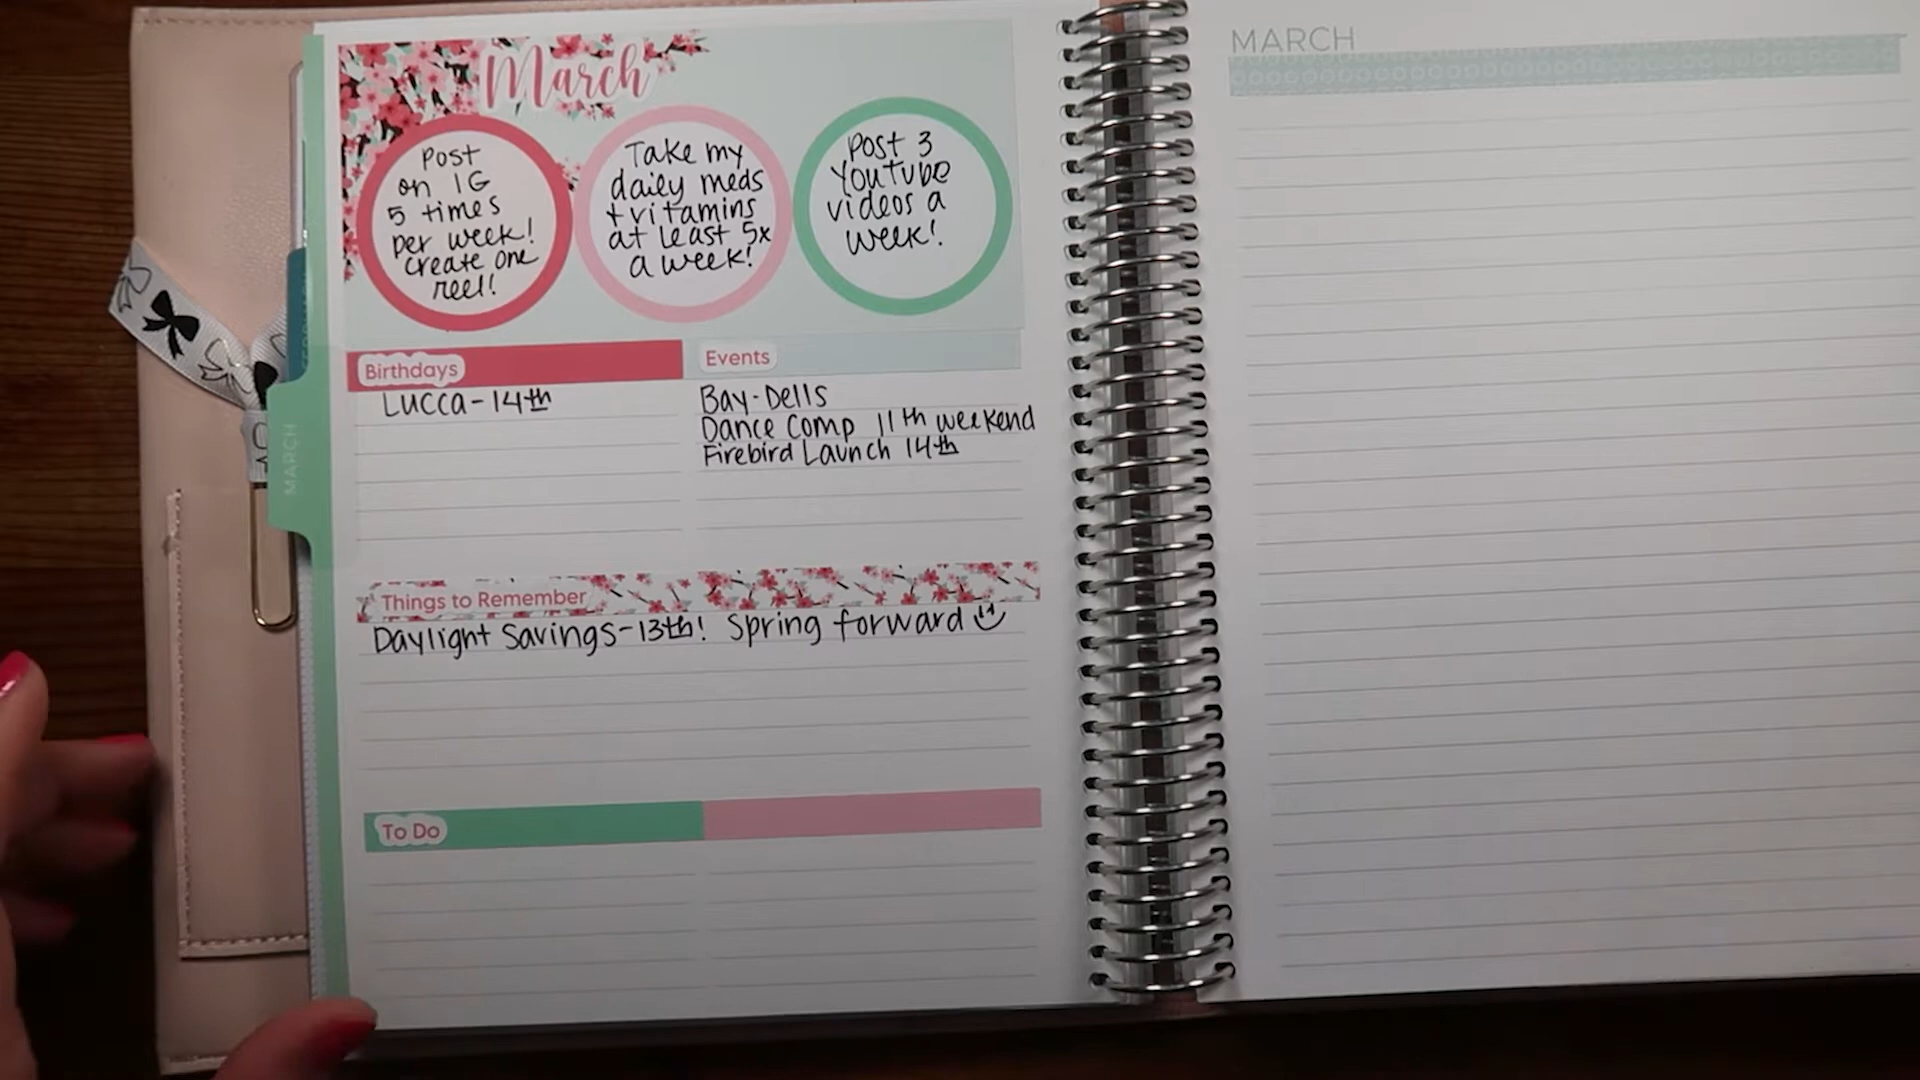 March
Post
on IG
5 times
per week!
create one
reel!
Take my
daily meds
+ vitamins
at least 5x
a week!
Post 3
YouTube
videos a
week!
Birthdays
Lucca - 14th
Events
Bay - Dells
Dance Comp 11th weekend
Firebird Launch 14th
Things to Remember
Daylight Savings - 13th! Spring forward
To Do
MARCH
MARCH